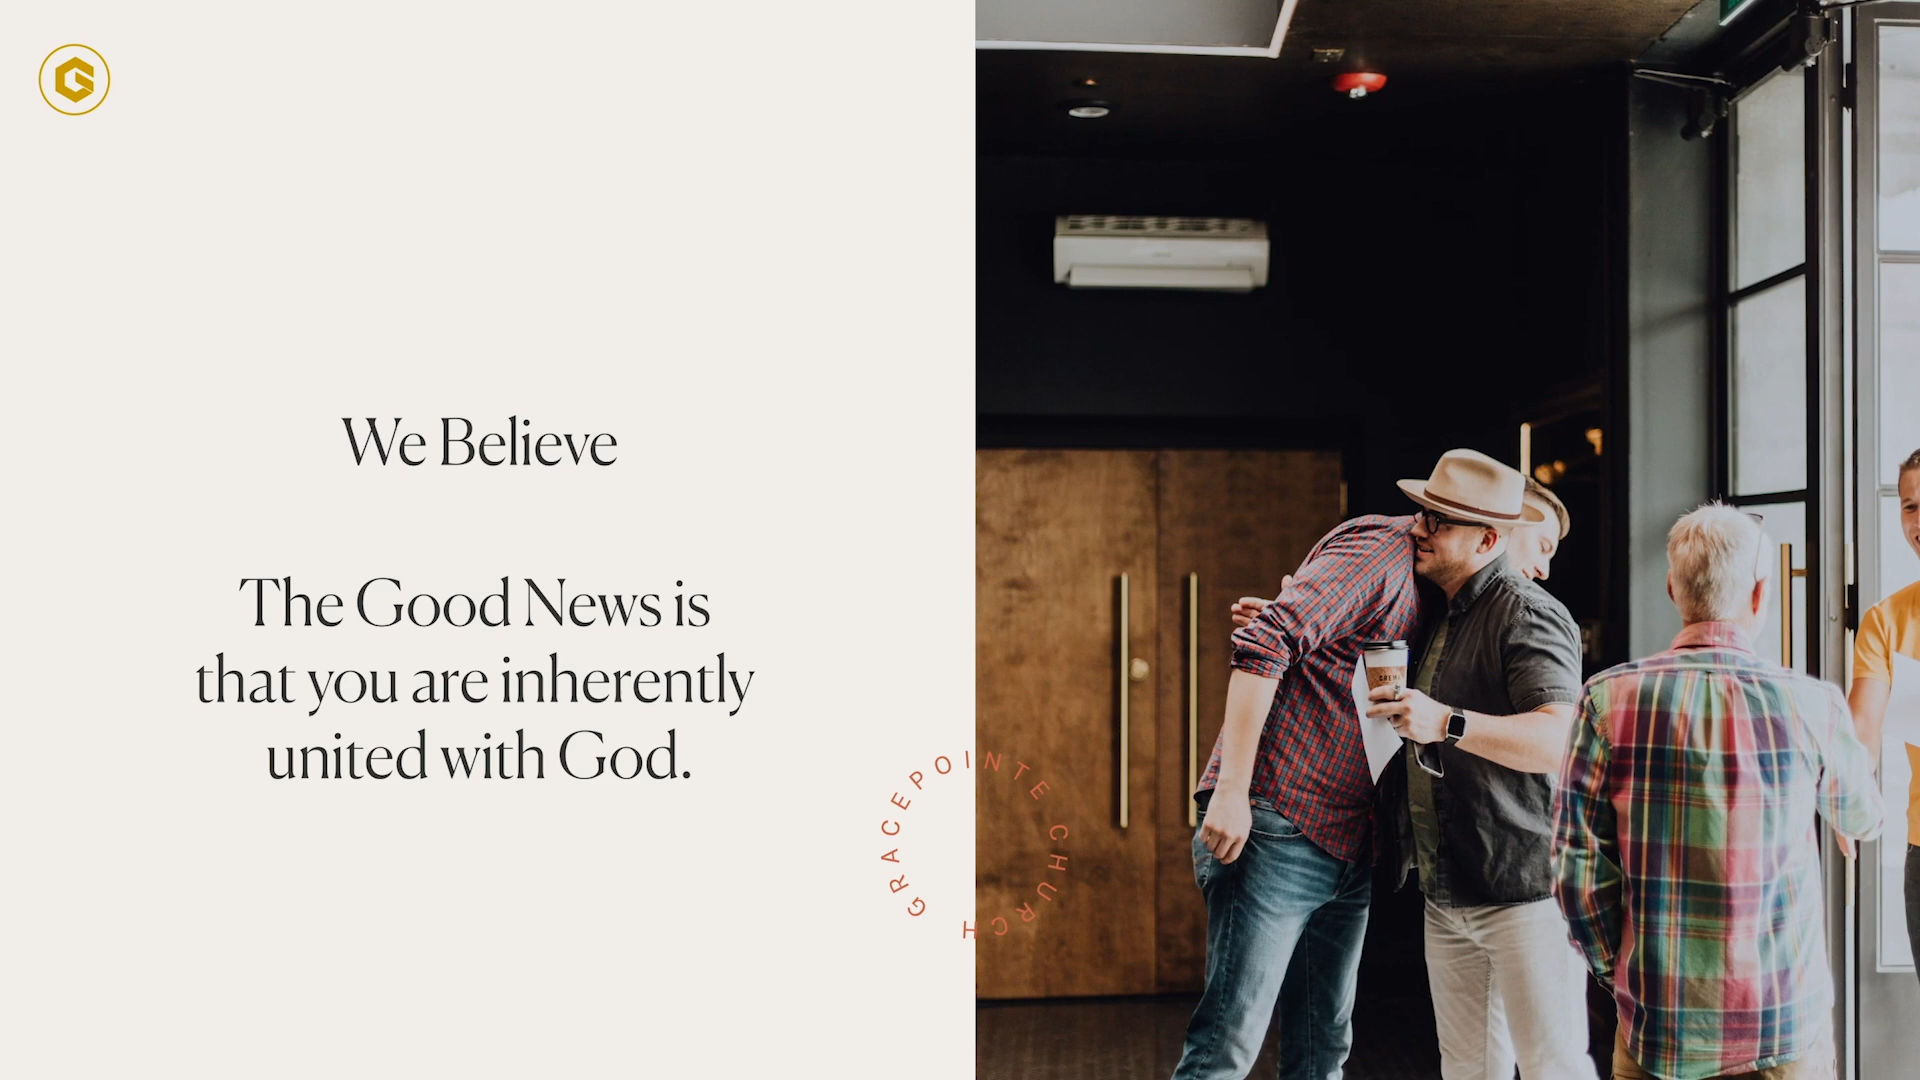 We Believe
The Good News is
that you are inherently
united with God.
GRACEPOINTE CHURCH